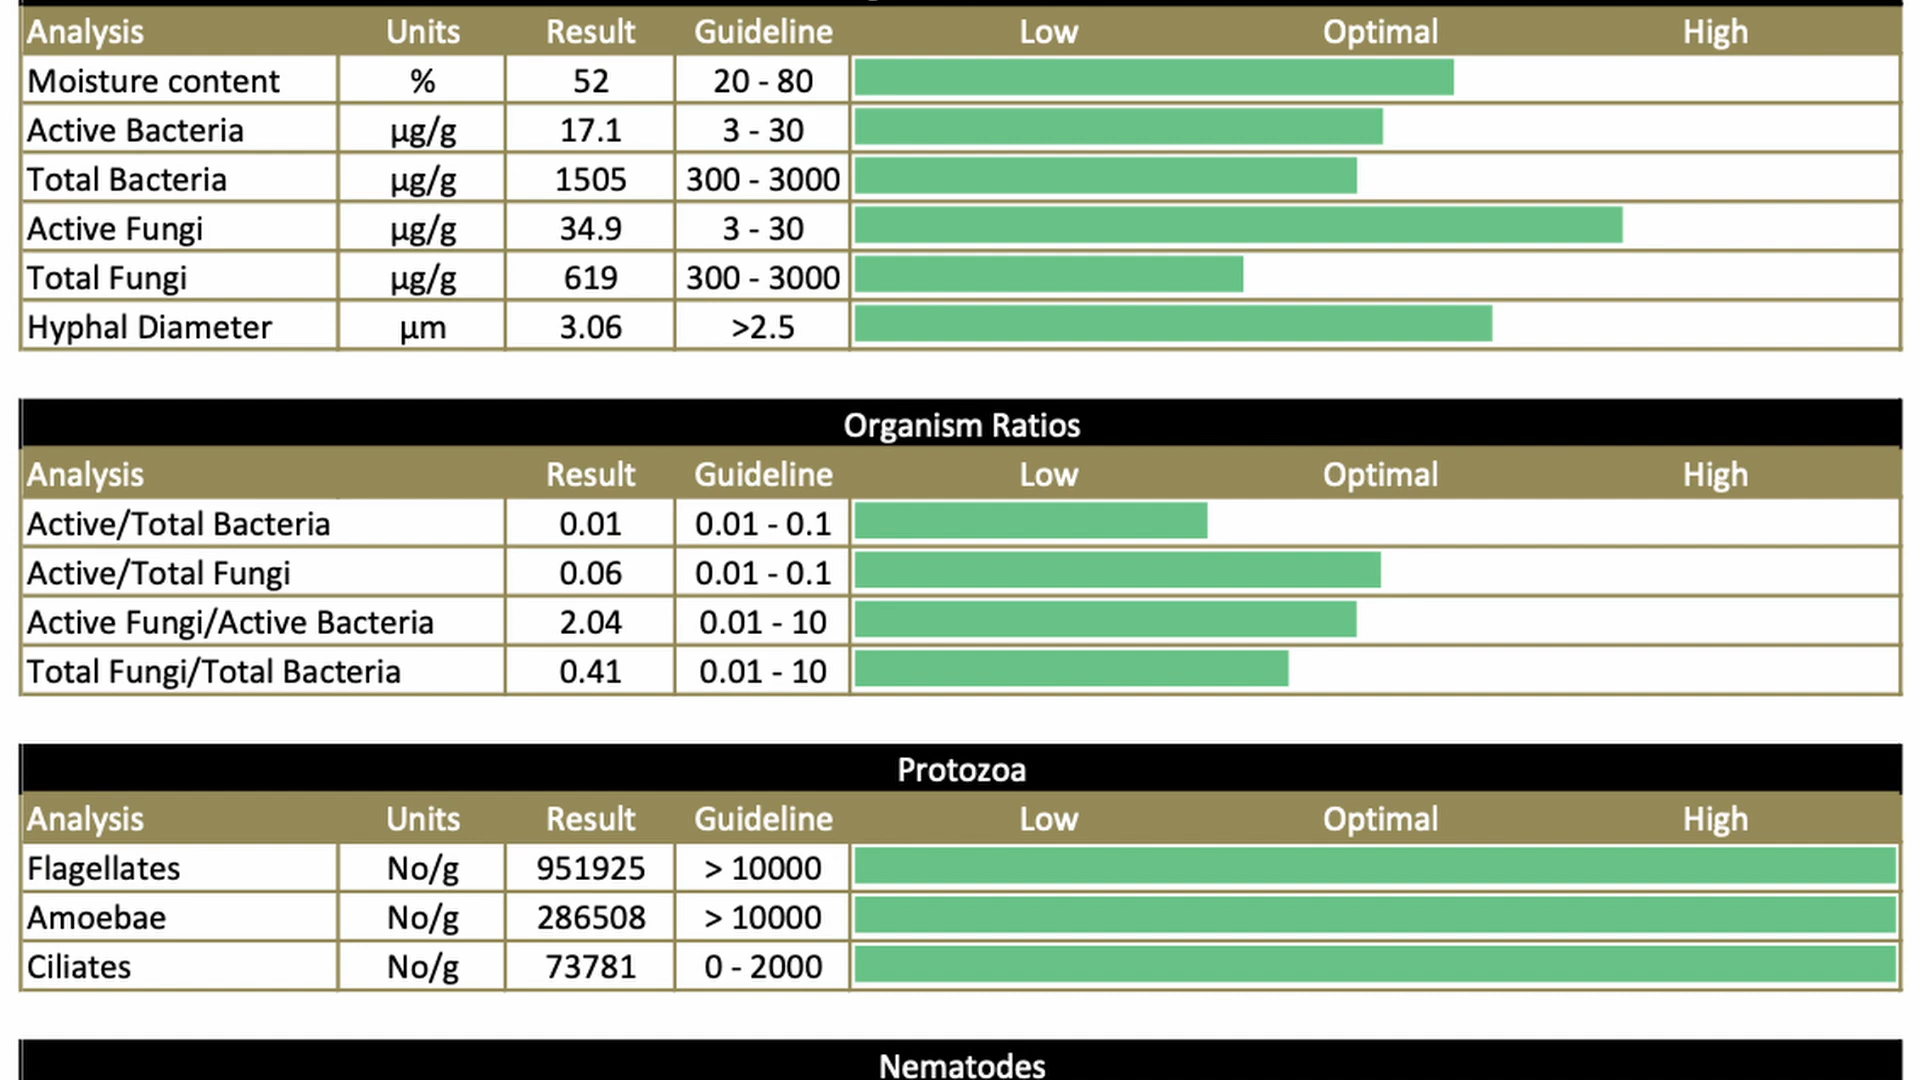 Analysis Units Result Guideline Low Optimal High
Moisture content % 52 20 - 80
Active Bacteria µg/g 17.1 3 - 30
Total Bacteria µg/g 1505 300 - 3000
Active Fungi µg/g 34.9 3 - 30
Total Fungi µg/g 619 300 - 3000
Hyphal Diameter µm 3.06 >2.5
Organism Ratios
Analysis Result Guideline Low Optimal High
Active/Total Bacteria 0.01 0.01 - 0.1
Active/Total Fungi 0.06 0.01 - 0.1
Active Fungi/Active Bacteria 2.04 0.01 - 10
Total Fungi/Total Bacteria 0.41 0.01 - 10
Protozoa
Analysis Units Result Guideline Low Optimal High
Flagellates No/g 951925 > 10000
Amoebae No/g 286508 > 10000
Ciliates No/g 73781 0 - 2000
Nematodes